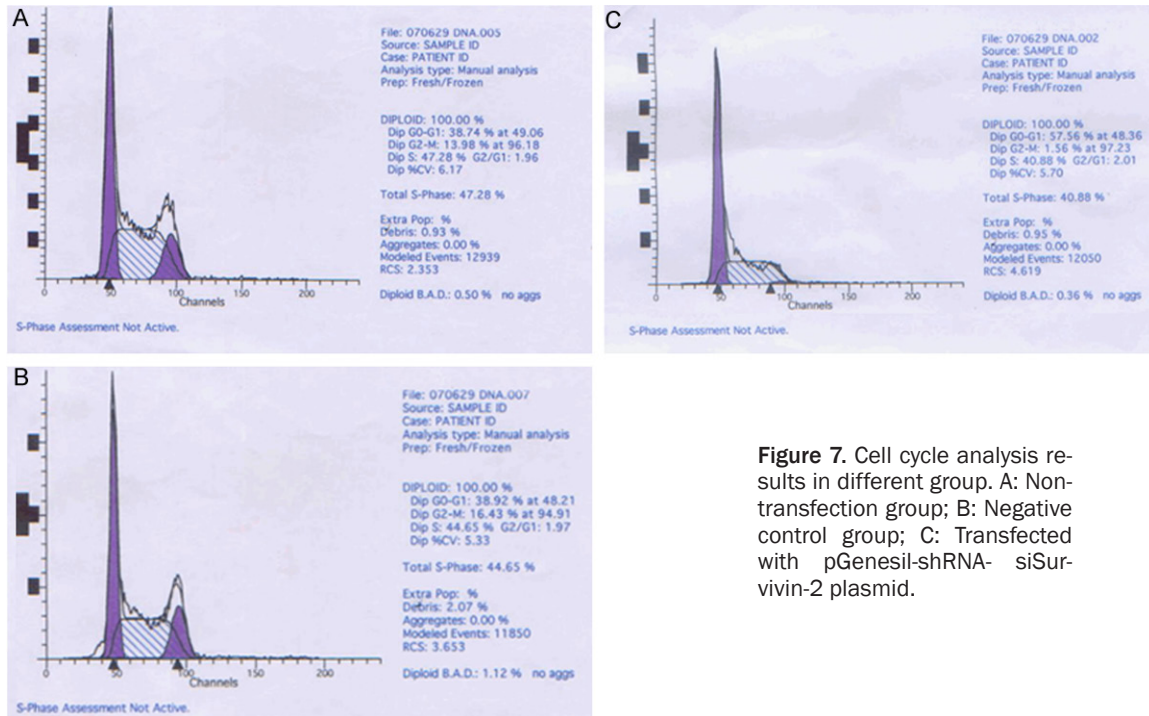 A
File: 070629 DNA.005
Source: SAMPLE ID
Case: PATIENT ID
Analysis type: Manual analysis
Prep: Fresh/Frozen
DIPLOID: 100.00 %
Dip G0-G1: 38.74 % at 49.06
Dip G2-M: 13.98 % at 96.18
Dip S: 47.28 % G2/G1: 1.96
Dip %CV: 6.17
Total S-Phase: 47.28 %
Extra Pop: %
Debris: 0.93 %
Aggregates: 0.00 %
Modeled Events: 12939
RCS: 2.353
Diploid B.A.D.: 0.50 % no aggs
0 50 100 150 200
Channels
S-Phase Assessment Not Active.
C
File: 070629 DNA.002
Source: SAMPLE ID
Case: PATIENT ID
Analysis type: Manual analysis
Prep: Fresh/Frozen
DIPLOID: 100.00 %
Dip G0-G1: 57.56 % at 48.36
Dip G2-M: 1.56 % at 97.23
Dip S: 40.88 % G2/G1: 2.01
Dip %CV: 5.70
Total S-Phase: 40.88 %
Extra Pop: %
Debris: 0.95 %
Aggregates: 0.00 %
Modeled Events: 12050
RCS: 4.619
Diploid B.A.D.: 0.36 % no aggs
0 50 100 150 200
Channels
S-Phase Assessment Not Active.
B
File: 070629 DNA.007
Source: SAMPLE ID
Case: PATIENT ID
Analysis type: Manual analysis
Prep: Fresh/Frozen
DIPLOID: 100.00 %
Dip G0-G1: 38.92 % at 48.21
Dip G2-M: 16.43 % at 94.91
Dip S: 44.65 % G2/G1: 1.97
Dip %CV: 5.33
Total S-Phase: 44.65 %
Extra Pop: %
Debris: 2.07 %
Aggregates: 0.00 %
Modeled Events: 11850
RCS: 3.653
Diploid B.A.D.: 1.12 % no aggs
0 50 100 150 200
Channels
S-Phase Assessment Not Active.
Figure 7. Cell cycle analysis re-
sults in different group. A: Non-
transfection group; B: Negative
control group; C: Transfected
with pGenesil-shRNA- siSur-
vivin-2 plasmid.